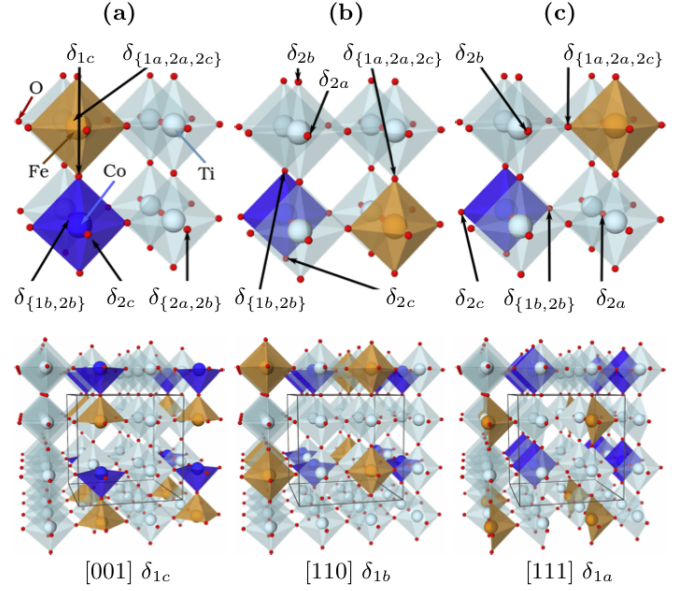 (a) (b) (c)
δ1c δ{1a,2a,2c} δ2b δ{1a,2a,2c} δ2b δ{1a,2a,2c}
δ2a
O
Fe Co Ti
δ{1b,2b} δ2c δ{2a,2b} δ{1b,2b} δ2c δ2c δ{1b,2b} δ2a
[001] δ1c [110] δ1b [111] δ1a